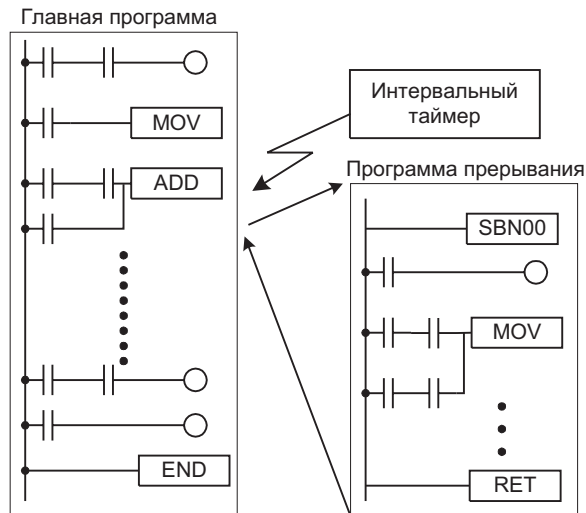 Главная программа
MOV
ADD
END
Интервальный
таймер
Программа прерывания
SBN00
MOV
RET